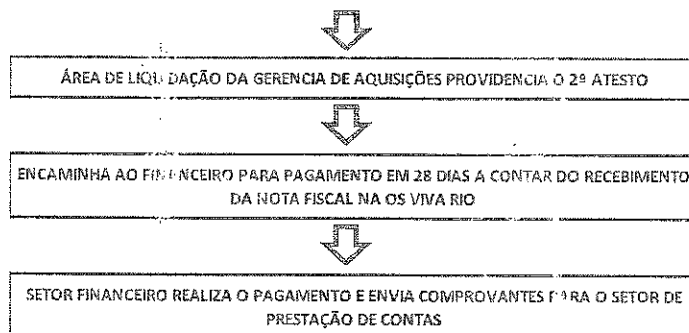 ÁREA DE LIQUIDAÇÃO DA GERENCIA DE AQUISIÇÕES PROVIDENCIA O 2º ATESTO
ENCAMINHA AO FINANCEIRO PARA PAGAMENTO EM 28 DIAS A CONTAR DO RECEBIMENTO
DA NOTA FISCAL NA OS VIVA RIO
SETOR FINANCEIRO REALIZA O PAGAMENTO E ENVIA COMPROVANTES PARA O SETOR DE
PRESTAÇÃO DE CONTAS